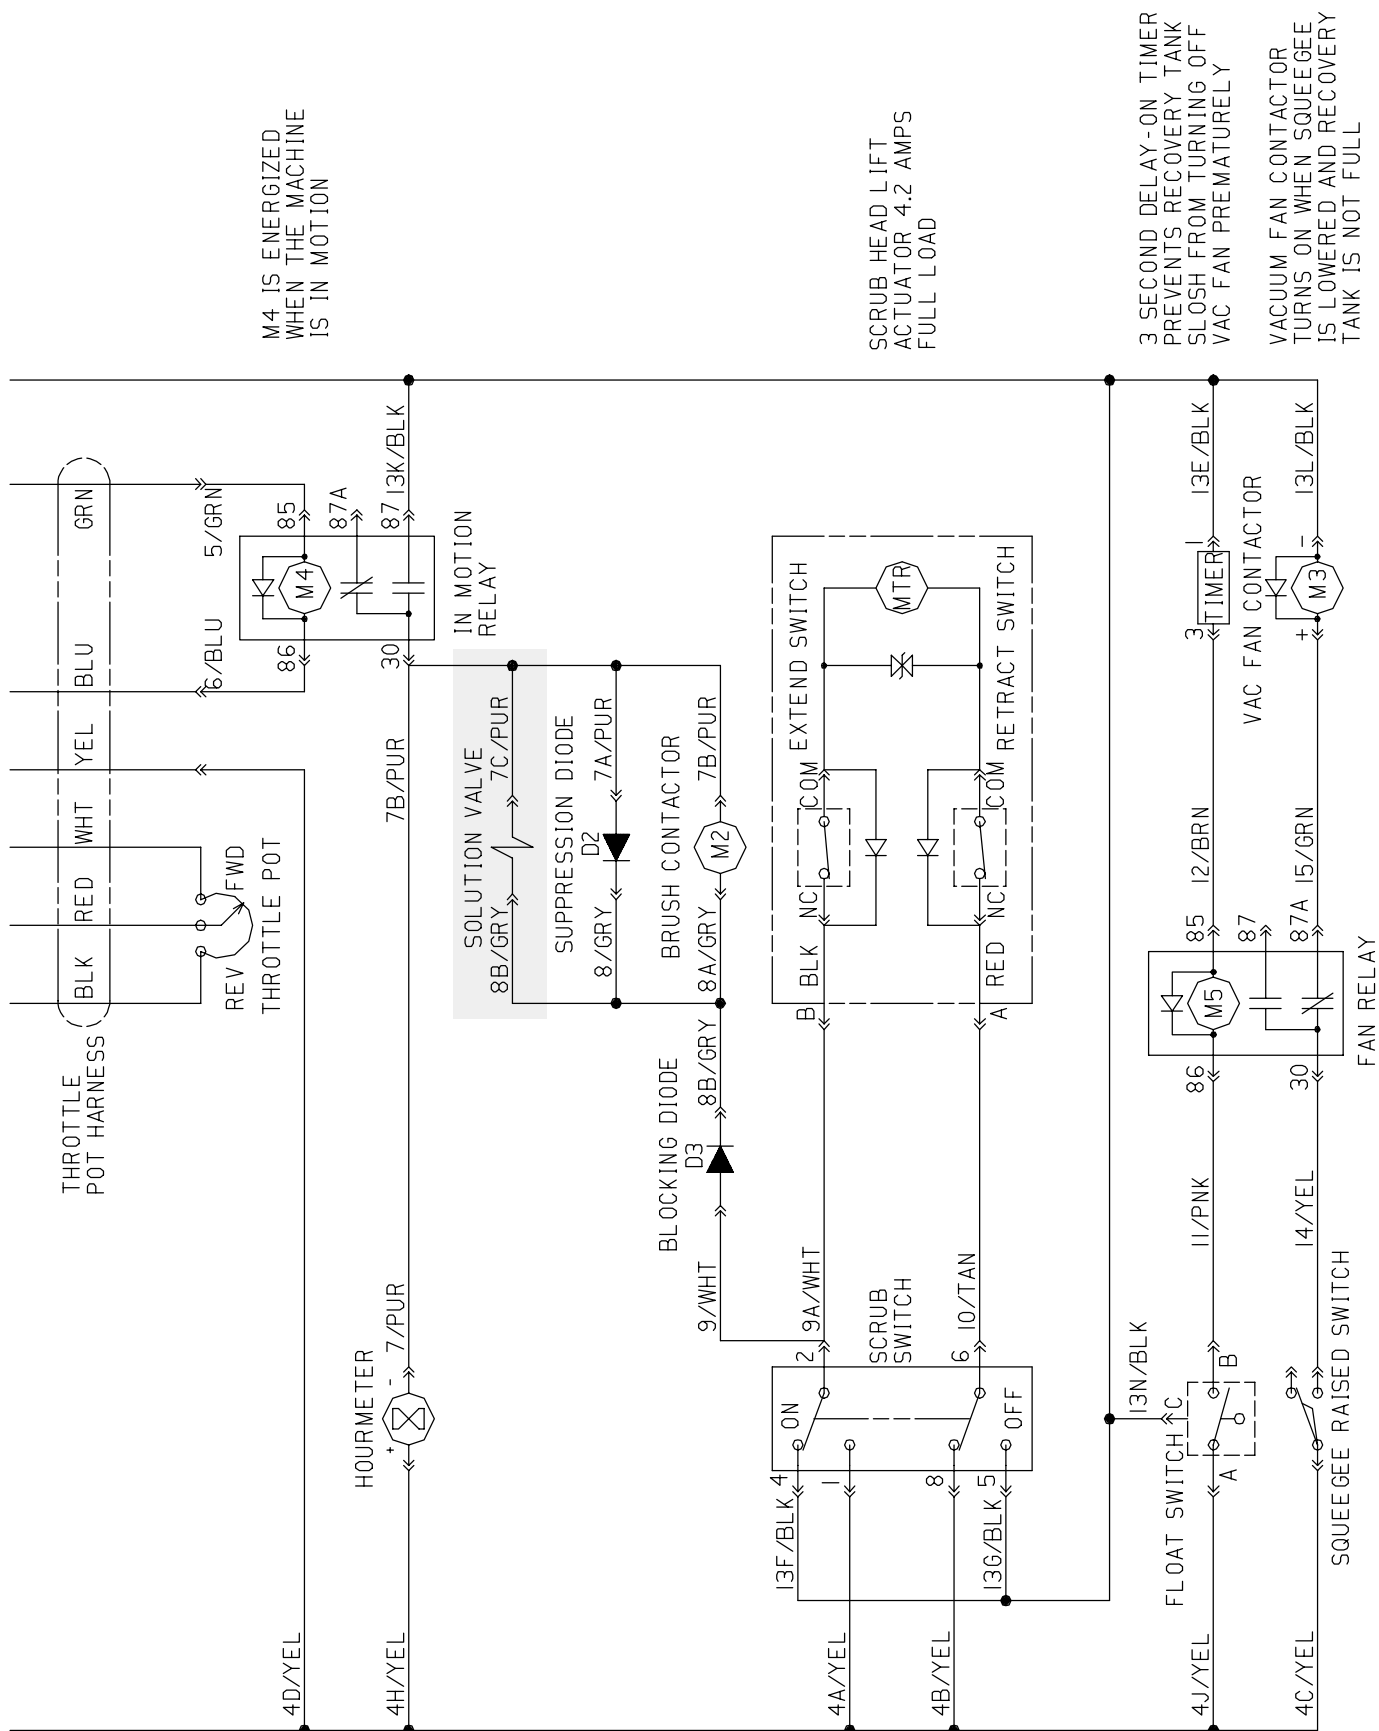 M4 IS ENERGIZED
WHEN THE MACHINE
IS IN MOTION
SCRUB HEAD LIFT
ACTUATOR 4.2 AMPS
FULL LOAD
3 SECOND DELAY-ON TIMER
PREVENTS RECOVERY TANK
SLOSH FROM TURNING OFF
VAC FAN PREMATURELY
VACUUM FAN CONTACTOR
TURNS ON WHEN SQUEEGEE
IS LOWERED AND RECOVERY
TANK IS NOT FULL
THROTTLE
POT HARNESS
BLK
RED
WHT
YEL
BLU
GRN
REV
FWD
THROTTLE POT
4D/YEL
6/BLU
5/GRN
86
M4
85
87A
30
87
13K/BLK
IN MOTION
RELAY
4H/YEL
HOURMETER
+
-
7/PUR
7B/PUR
SOLUTION VALVE
8B/GRY
7C/PUR
SUPPRESSION DIODE
8/GRY
D2
7A/PUR
BRUSH CONTACTOR
8A/GRY
M2
7B/PUR
BLOCKING DIODE
9/WHT
D3
8B/GRY
13F/BLK
4
ON
2
9A/WHT
B
BLK
NC
COM
EXTEND SWITCH
4A/YEL
1
SCRUB
SWITCH
MTR
4B/YEL
8
6
10/TAN
A
RED
NC
COM
RETRACT SWITCH
13G/BLK
5
OFF
13N/BLK
FLOAT SWITCH
C
4J/YEL
A
B
11/PNK
86
M5
85
12/BRN
3
TIMER
1
13E/BLK
87
VAC FAN CONTACTOR
4C/YEL
14/YEL
30
87A
15/GRN
+
M3
-
13L/BLK
SQUEEGEE RAISED SWITCH
FAN RELAY